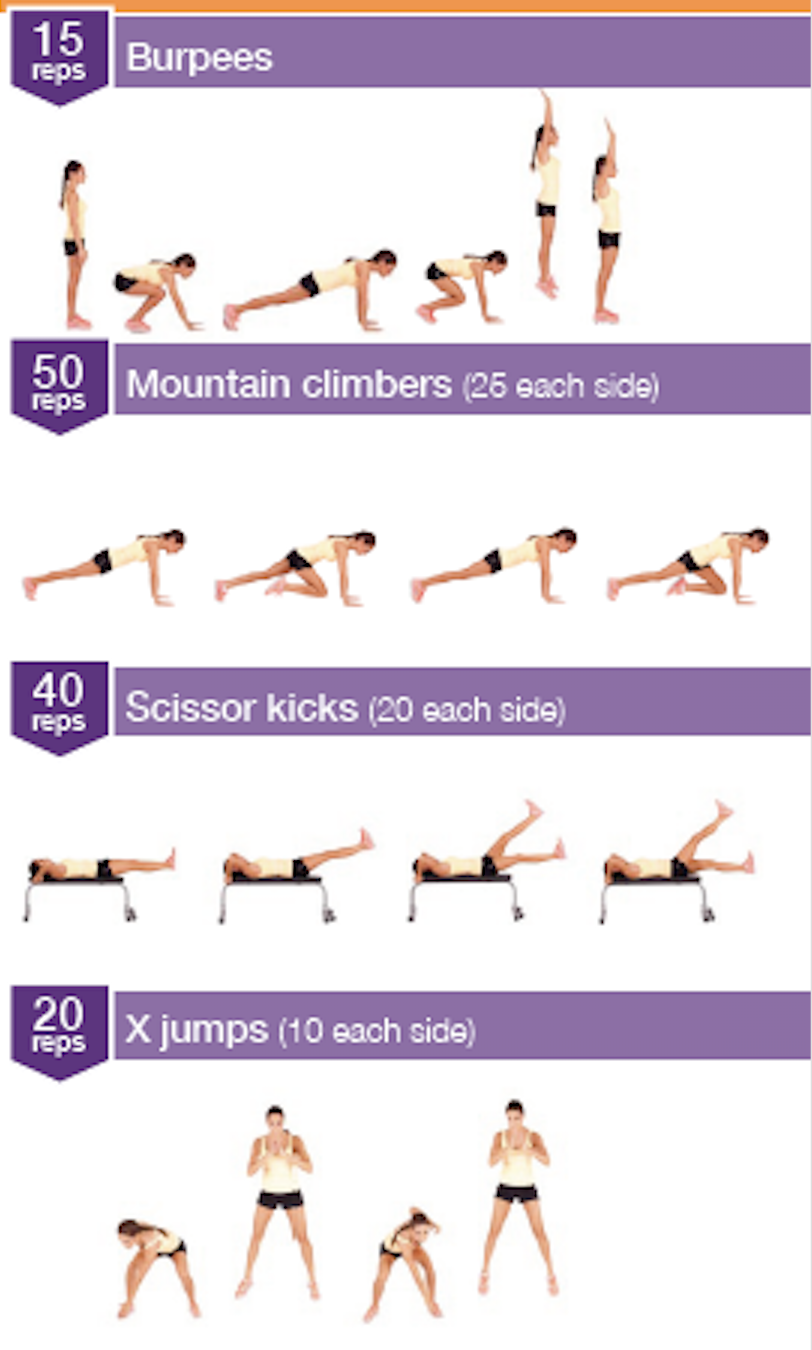 15
reps
Burpees
50
reps
Mountain climbers (25 each side)
40
reps
Scissor kicks (20 each side)
20
reps
X jumps (10 each side)